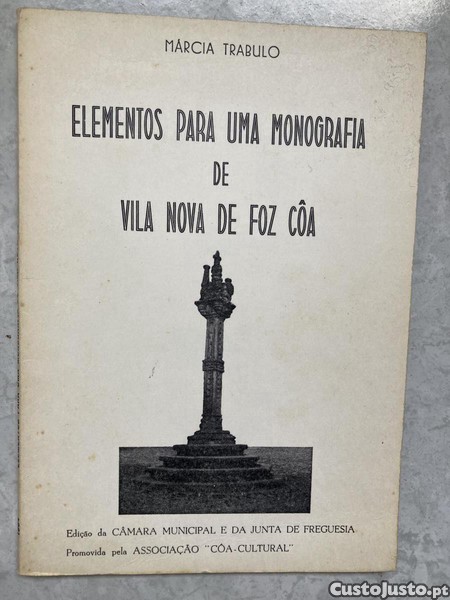 MÁRCIA TRABULO
ELEMENTOS PARA UMA MONOGRAFIA
DE
VILA NOVA DE FOZ CÔA
Edição da CÂMARA MUNICIPAL E DA JUNTA DE FREGUESIA
Promovida pela ASSOCIAÇÃO "CÔA-CULTURAL"
CustoJusto.pt